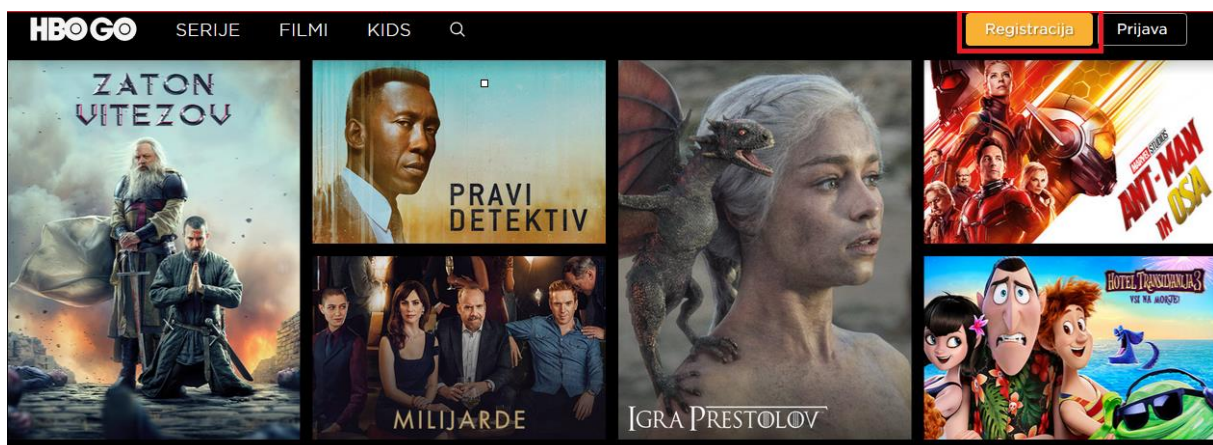 HBO GO
SERIJE
FILMI
KIDS
Registracija
Prijava
ZATON
VITEZOV
PRAVI
DETEKTIV
MILIJARDE
IGRA PRESTOLOV
MARVEL STUDIOS
ANT-MAN
IN OSA
HOTEL TRANSILVANIJA 3
VSI NA MORJE!